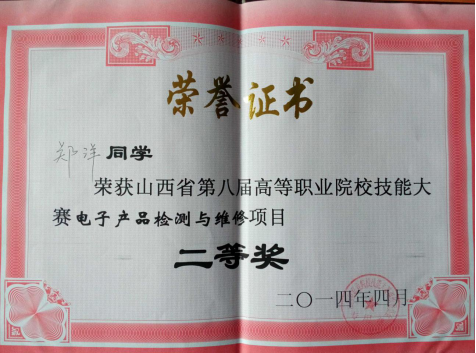 荣誉证书
郑洋 同学
荣获山西省第八届高等职业院校技能大
赛电子产品检测与维修项目
二等奖
二〇一四年四月